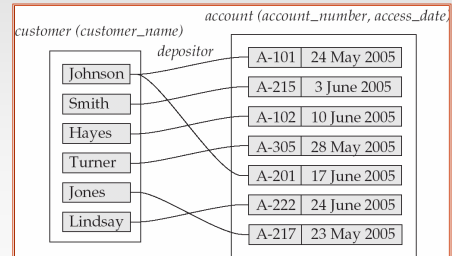 account (account_number, access_date)
customer (customer_name)
depositor
Johnson
Smith
Hayes
Turner
Jones
Lindsay
A-101 24 May 2005
A-215 3 June 2005
A-102 10 June 2005
A-305 28 May 2005
A-201 17 June 2005
A-222 24 June 2005
A-217 23 May 2005